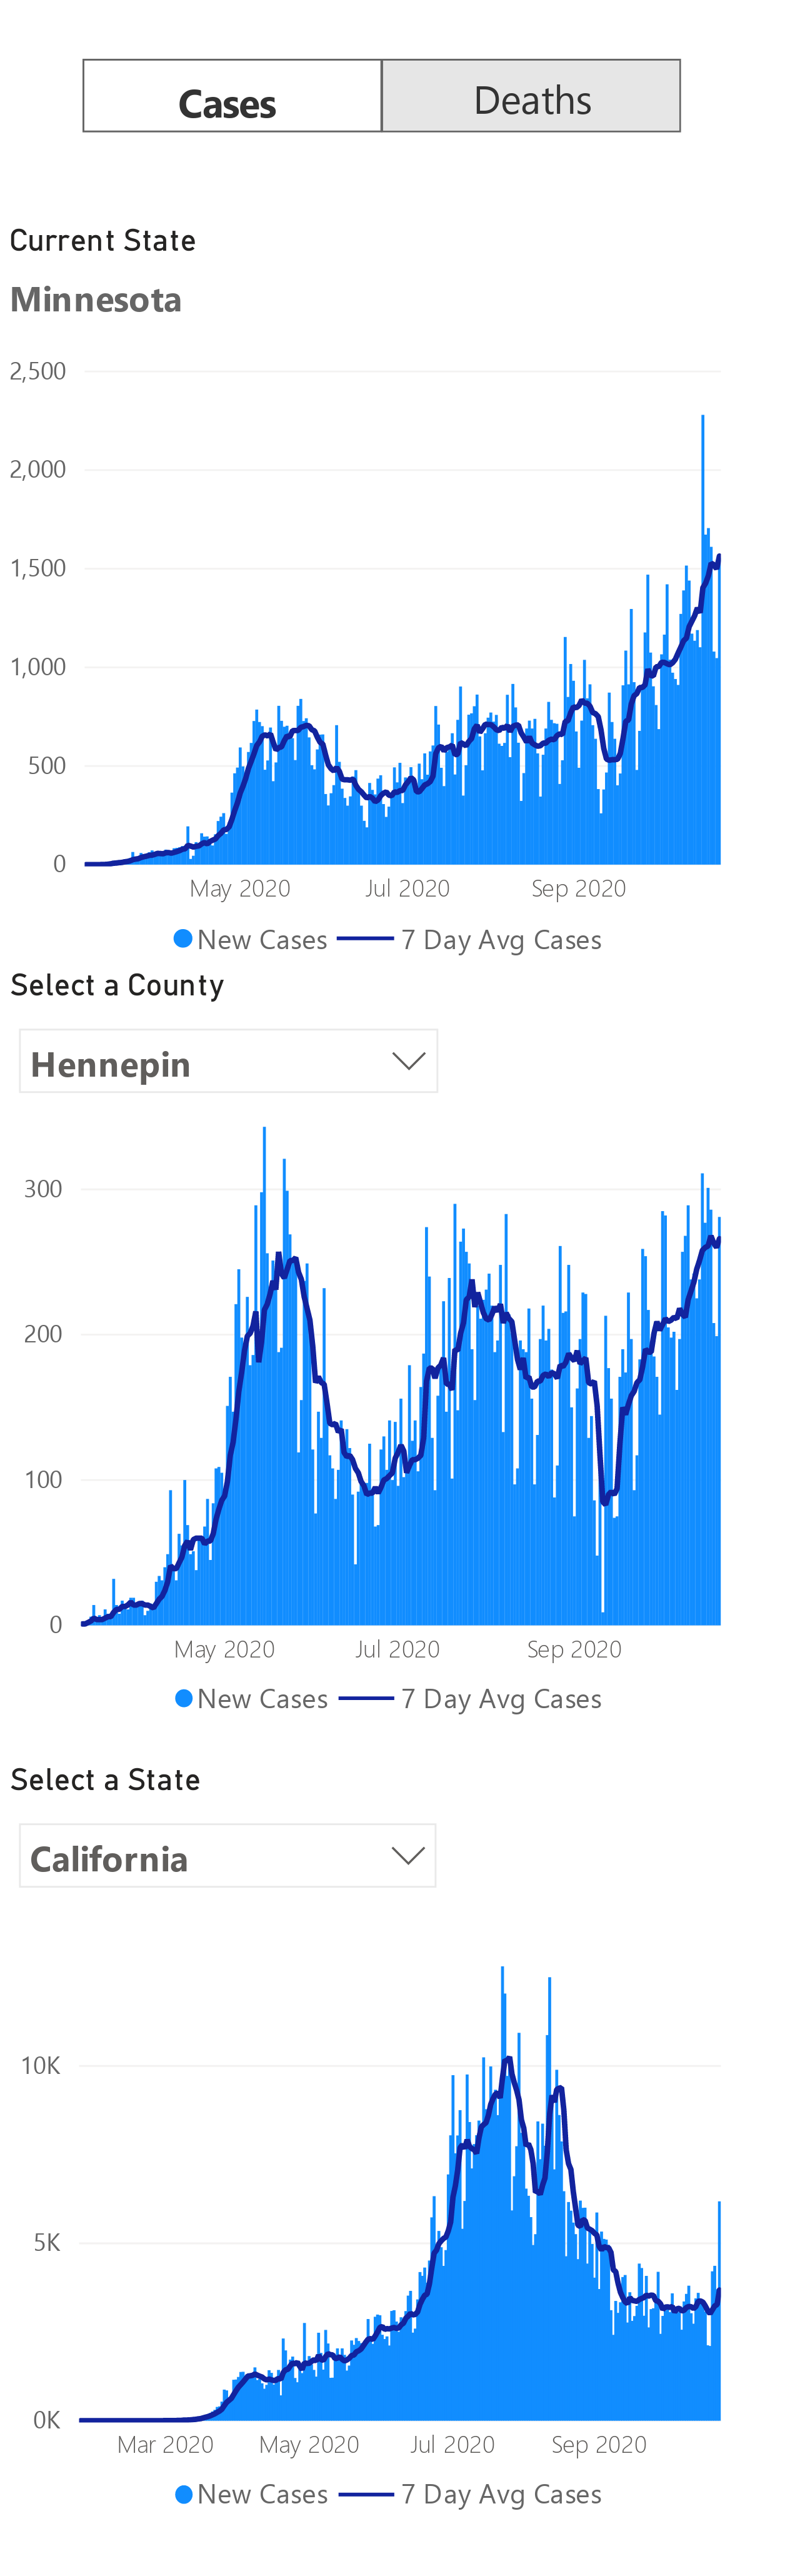 Cases Deaths
Current State
Minnesota
2,500
2,000
1,500
1,000
500
0
May 2020 Jul 2020 Sep 2020
New Cases 7 Day Avg Cases
Select a County
Hennepin
300
200
100
0
May 2020 Jul 2020 Sep 2020
New Cases 7 Day Avg Cases
Select a State
California
10K
5K
0K
Mar 2020 May 2020 Jul 2020 Sep 2020
New Cases 7 Day Avg Cases